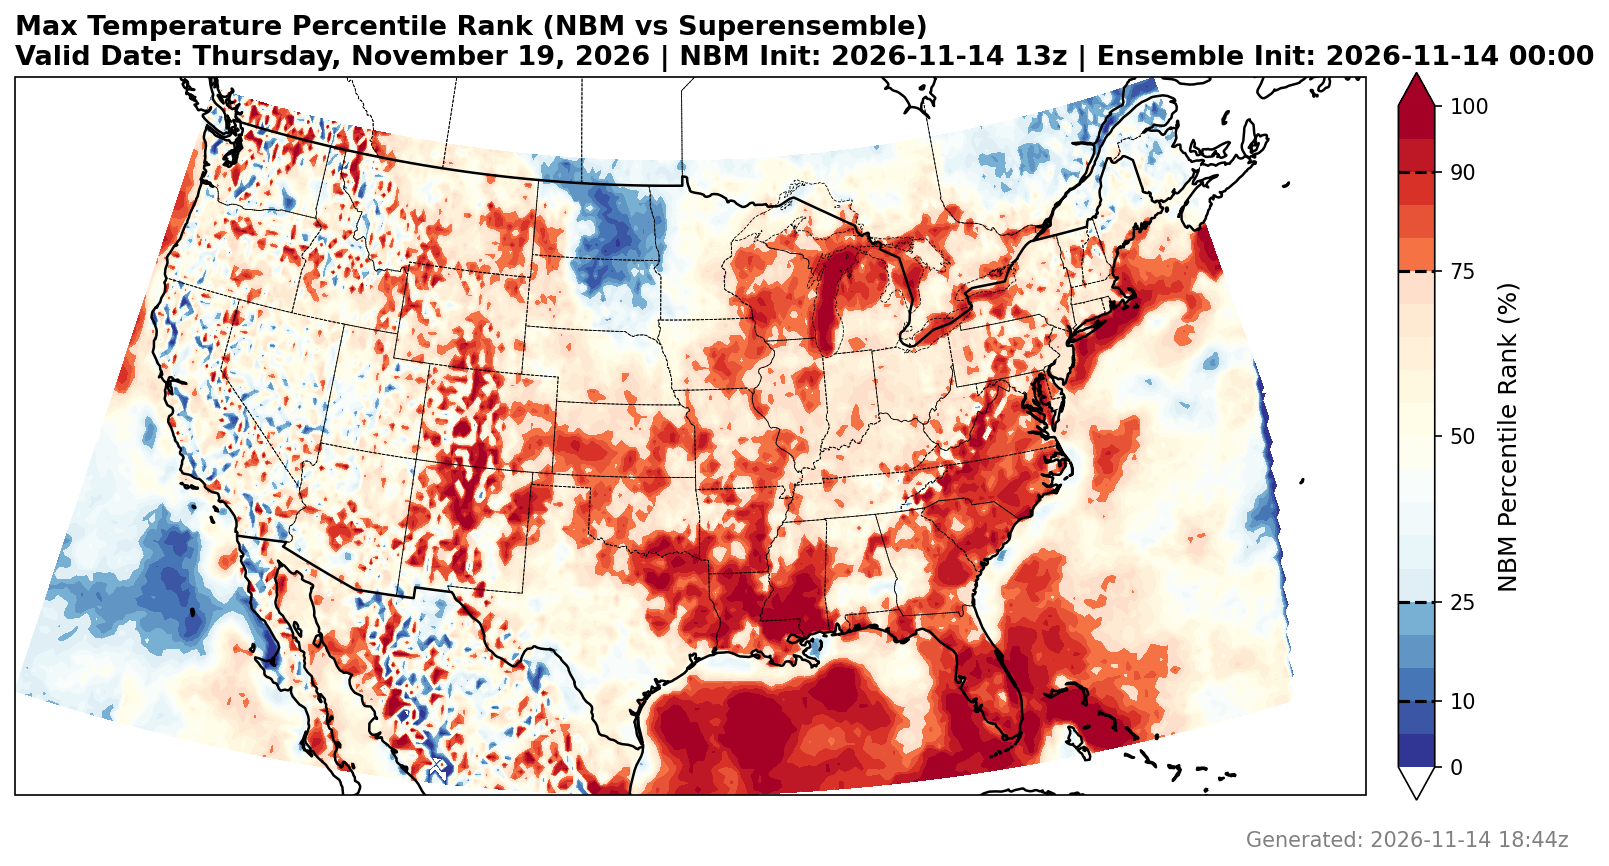 Max Temperature Percentile Rank (NBM vs Superensemble)
Valid Date: Thursday, November 19, 2026 | NBM Init: 2026-11-14 13z | Ensemble Init: 2026-11-14 00:00
100
90
75
50
25
10
0
NBM Percentile Rank (%)
Generated: 2026-11-14 18:44z